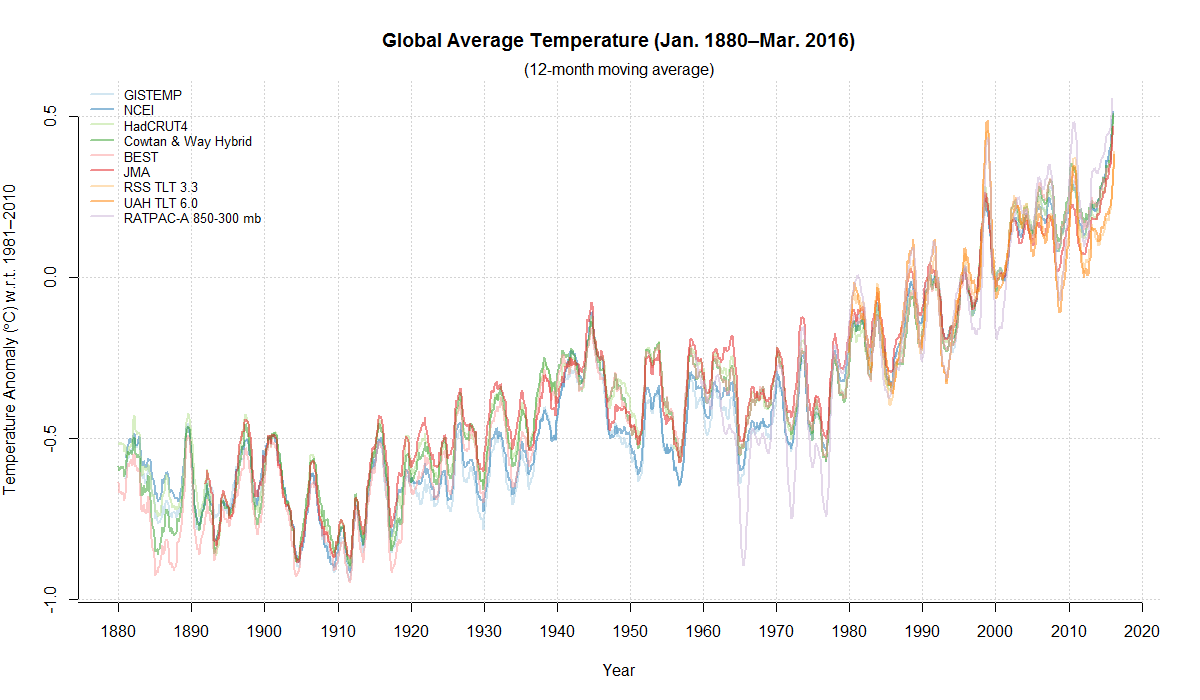 Global Average Temperature (Jan. 1880–Mar. 2016)
(12-month moving average)
GISTEMP
NCEI
HadCRUT4
Cowtan & Way Hybrid
BEST
JMA
RSS TLT 3.3
UAH TLT 6.0
RATPAC-A 850-300 mb
Temperature Anomaly (°C) w.r.t. 1981–2010
0.5
0.0
-0.5
-1.0
1880 1890 1900 1910 1920 1930 1940 1950 1960 1970 1980 1990 2000 2010 2020
Year